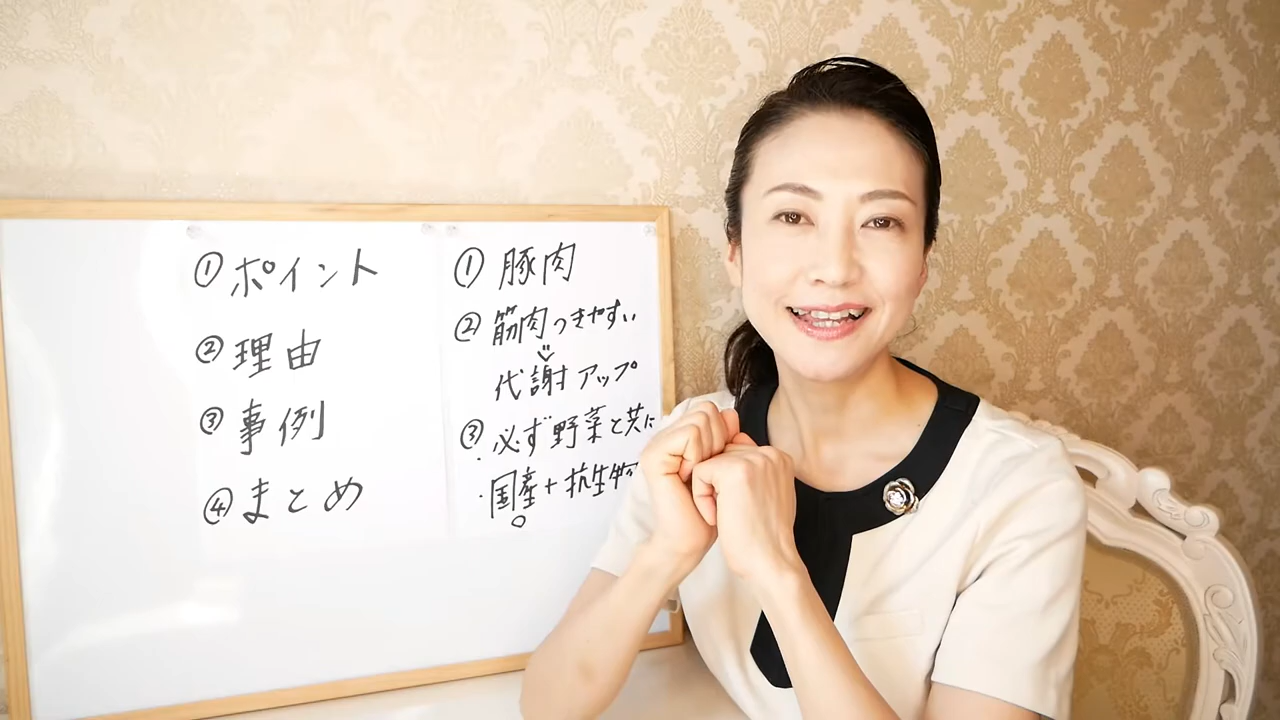 ① ポイント
② 理由
③ 事例
④ まとめ
① 豚肉
② 筋肉つきやすい
代謝アップ
③ 必ず野菜と共に
・国産+抗生物